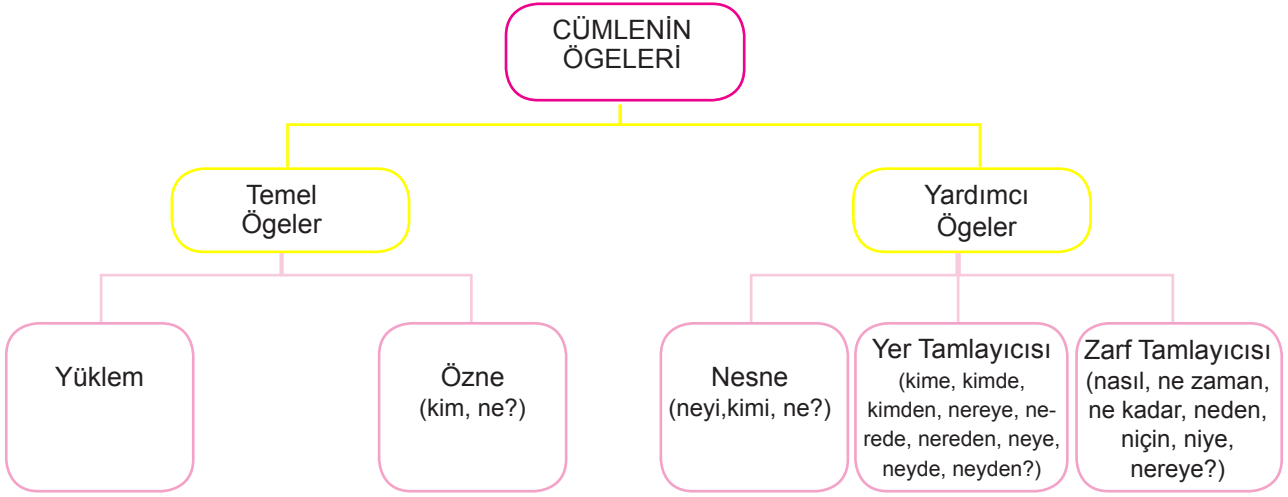 CÜMLENİN
ÖGELERİ
Temel
Ögeler
Yardımcı
Ögeler
Yüklem
Özne
(kim, ne?)
Nesne
(neyi,kimi, ne?)
Yer Tamlayıcısı
(kime, kimde,
kimden, nereye, ne-
rede, nereden, neye,
neyde, neyden?)
Zarf Tamlayıcısı
(nasıl, ne zaman,
ne kadar, neden,
niçin, niye,
nereye?)